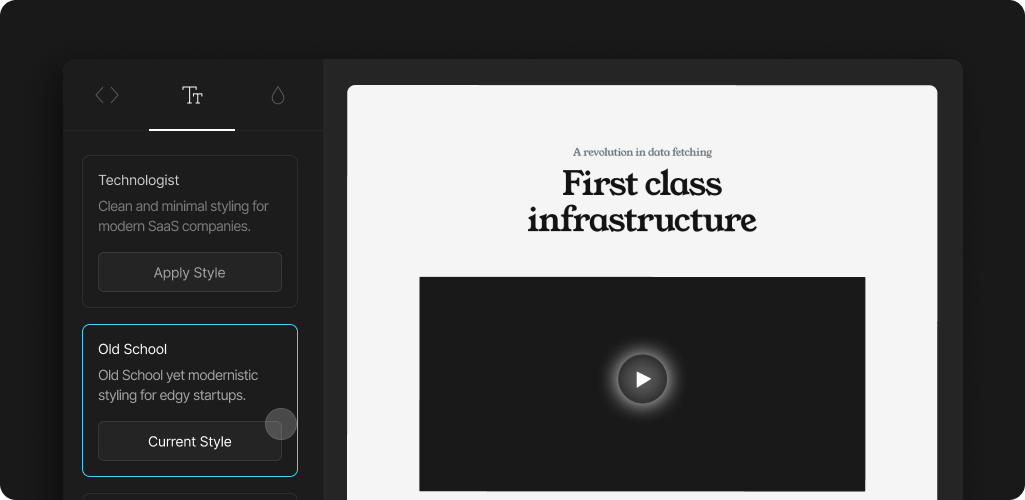 Tt
Technologist
Clean and minimal styling for
modern SaaS companies.
Apply Style
Old School
Old School yet modernistic
styling for edgy startups.
Current Style
A revolution in data fetching
First class
infrastructure